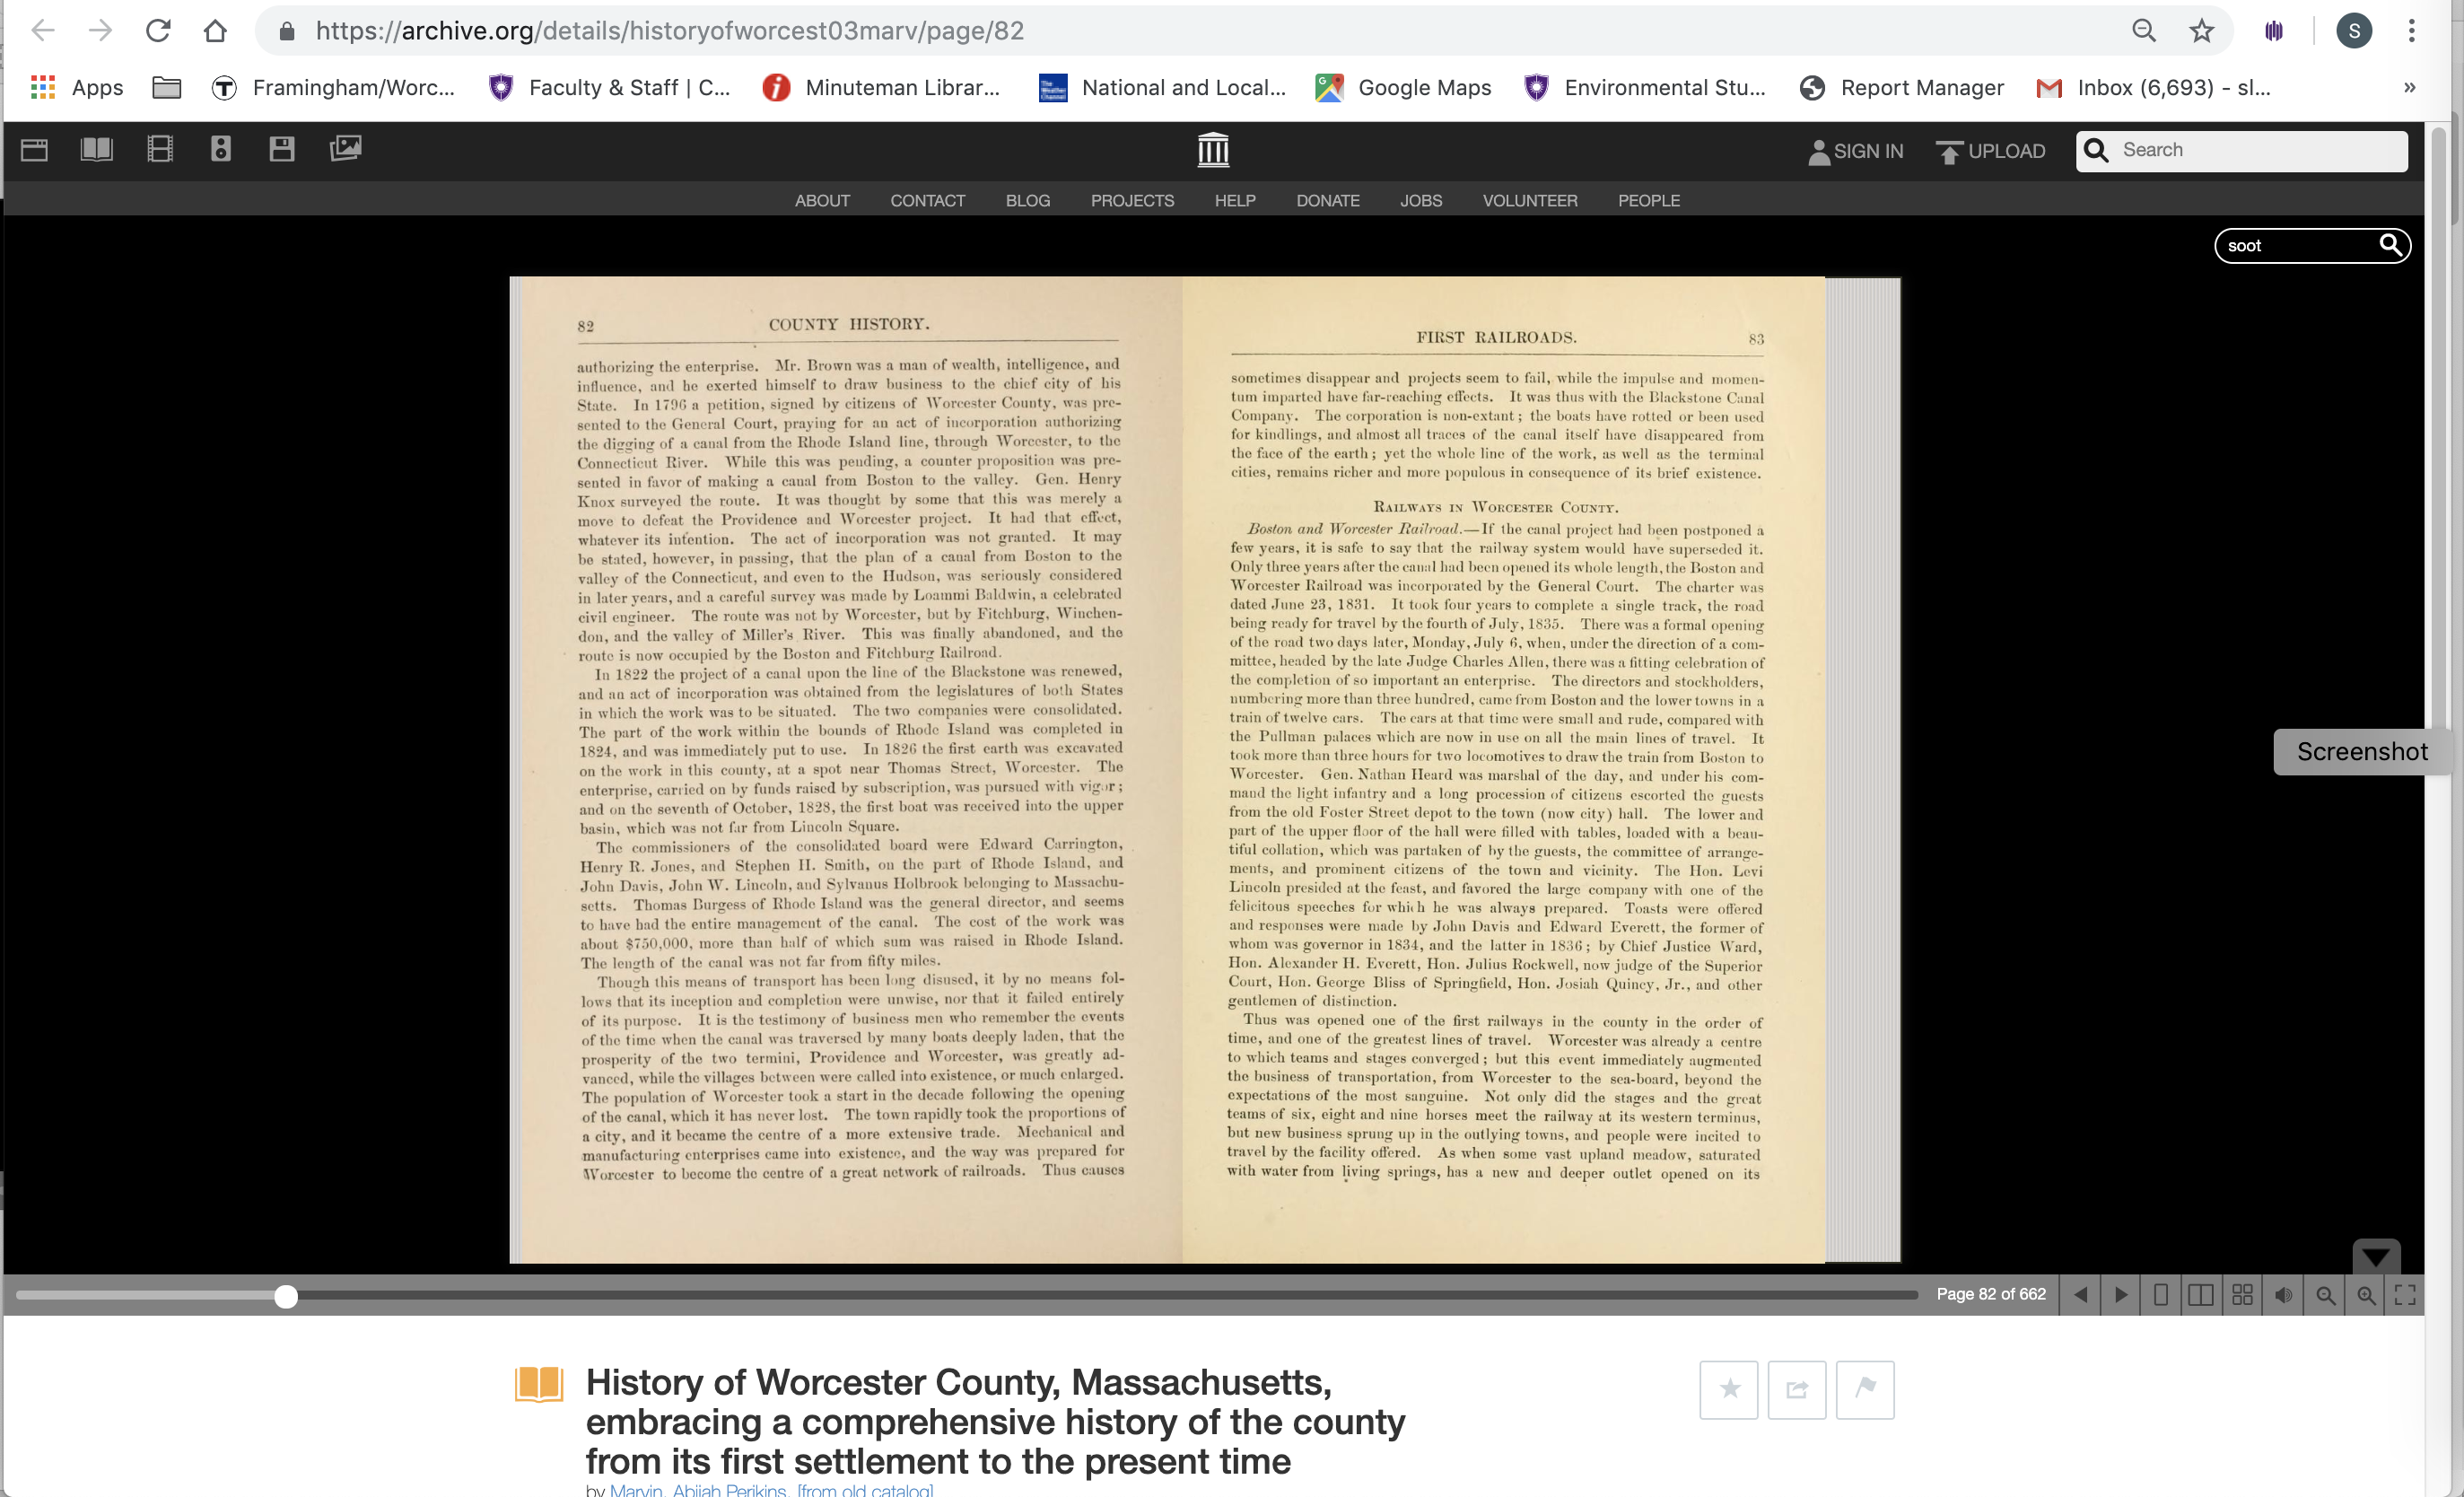 https://archive.org/details/historyofworcest03marv/page/82
S
Apps
Framingham/Worc...
Faculty & Staff | C...
Minuteman Librar...
National and Local...
Google Maps
Environmental Stu...
Report Manager
Inbox (6,693) - sl...
»
SIGN IN
UPLOAD
Search
ABOUT CONTACT BLOG PROJECTS HELP DONATE JOBS VOLUNTEER PEOPLE
soot
82 COUNTY HISTORY.
authorizing the enterprise. Mr. Brown was a man of wealth, intelligence, and
influence, and he exerted himself to draw business to the chief city of his
State. In 1796 a petition, signed by citizens of Worcester County, was pre-
sented to the General Court, praying for an act of incorporation authorizing
the digging of a canal from the Rhode Island line, through Worcester, to the
Connecticut River. While this was pending, a counter proposition was pre-
sented in favor of making a canal from Boston to the valley. Gen. Henry
Knox surveyed the route. It was thought by some that this was merely a
move to defeat the Providence and Worcester project. It had that effect,
whatever its intention. The act of incorporation was not granted. It may
be stated, however, in passing, that the plan of a canal from Boston to the
valley of the Connecticut, and even to the Hudson, was seriously considered
in later years, and a careful survey was made by Loammi Baldwin, a celebrated
civil engineer. The route was not by Worcester, but by Fitchburg, Winchen-
don, and the valley of Miller's River. This was finally abandoned, and the
route is now occupied by the Boston and Fitchburg Railroad.
In 1822 the project of a canal upon the line of the Blackstone was renewed,
and an act of incorporation was obtained from the legislatures of both States
in which the work was to be situated. The two companies were consolidated.
The part of the work within the bounds of Rhode Island was completed in
1824, and was immediately put to use. In 1826 the first earth was excavated
on the work in this county, at a spot near Thomas Street, Worcester. The
enterprise, carried on by funds raised by subscription, was pursued with vigor;
and on the seventh of October, 1828, the first boat was received into the upper
basin, which was not far from Lincoln Square.
The commissioners of the consolidated board were Edward Carrington,
Henry R. Jones, and Stephen H. Smith, on the part of Rhode Island, and
John Davis, John W. Lincoln, and Sylvanus Holbrook belonging to Massachu-
setts. Thomas Burgess of Rhode Island was the general director, and seems
to have had the entire management of the canal. The cost of the work was
about $750,000, more than half of which sum was raised in Rhode Island.
The length of the canal was not far from fifty miles.
Though this means of transport has been long disused, it by no means fol-
lows that its inception and completion were unwise, nor that it failed entirely
of its purpose. It is the testimony of business men who remember the events
of the time when the canal was traversed by many boats deeply laden, that the
prosperity of the two termini, Providence and Worcester, was greatly ad-
vanced, while the villages between were called into existence, or much enlarged.
The population of Worcester took a start in the decade following the opening
of the canal, which it has never lost. The town rapidly took the proportions of
a city, and it became the centre of a more extensive trade. Mechanical and
manufacturing enterprises came into existence, and the way was prepared for
Worcester to become the centre of a great network of railroads. Thus causes
FIRST RAILROADS. 83
sometimes disappear and projects seem to fail, while the impulse and momen-
tum imparted have far-reaching effects. It was thus with the Blackstone Canal
Company. The corporation is non-extant; the boats have rotted or been used
for kindlings, and almost all traces of the canal itself have disappeared from
the face of the earth; yet the whole line of the work, as well as the terminal
cities, remains richer and more populous in consequence of its brief existence.
RAILWAYS IN WORCESTER COUNTY.
Boston and Worcester Railroad.—If the canal project had been postponed a
few years, it is safe to say that the railway system would have superseded it.
Only three years after the canal had been opened its whole length, the Boston and
Worcester Railroad was incorporated by the General Court. The charter was
dated June 23, 1831. It took four years to complete a single track, the road
being ready for travel by the fourth of July, 1835. There was a formal opening
of the road two days later, Monday, July 6, when, under the direction of a com-
mittee, headed by the late Judge Charles Allen, there was a fitting celebration of
the completion of so important an enterprise. The directors and stockholders,
numbering more than three hundred, came from Boston and the lower towns in a
train of twelve cars. The cars at that time were small and rude, compared with
the Pullman palaces which are now in use on all the main lines of travel. It
took more than three hours for two locomotives to draw the train from Boston to
Worcester. Gen. Nathan Heard was marshal of the day, and under his com-
mand the light infantry and a long procession of citizens escorted the guests
from the old Foster Street depot to the town (now city) hall. The lower and
part of the upper floor of the hall were filled with tables, loaded with a beau-
tiful collation, which was partaken of by the guests, the committee of arrange-
ments, and prominent citizens of the town and vicinity. The Hon. Levi
Lincoln presided at the feast, and favored the large company with one of the
felicitous speeches for which he was always prepared. Toasts were offered
and responses were made by John Davis and Edward Everett, the former of
whom was governor in 1834, and the latter in 1836; by Chief Justice Ward,
Hon. Alexander H. Everett, Hon. Julius Rockwell, now judge of the Superior
Court, Hon. George Bliss of Springfield, Hon. Josiah Quincy, Jr., and other
gentlemen of distinction.
Thus was opened one of the first railways in the county in the order of
time, and one of the greatest lines of travel. Worcester was already a centre
to which teams and stages converged; but this event immediately augmented
the business of transportation, from Worcester to the sea-board, beyond the
expectations of the most sanguine. Not only did the stages and the great
teams of six, eight and nine horses meet the railway at its western terminus,
but new business sprung up in the outlying towns, and people were incited to
travel by the facility offered. As when some vast upland meadow, saturated
with water from living springs, has a new and deeper outlet opened on its
Screenshot
Page 82 of 662
History of Worcester County, Massachusetts,
embracing a comprehensive history of the county
from its first settlement to the present time
by Marvin, Abijah Perikins, [from old catalog]